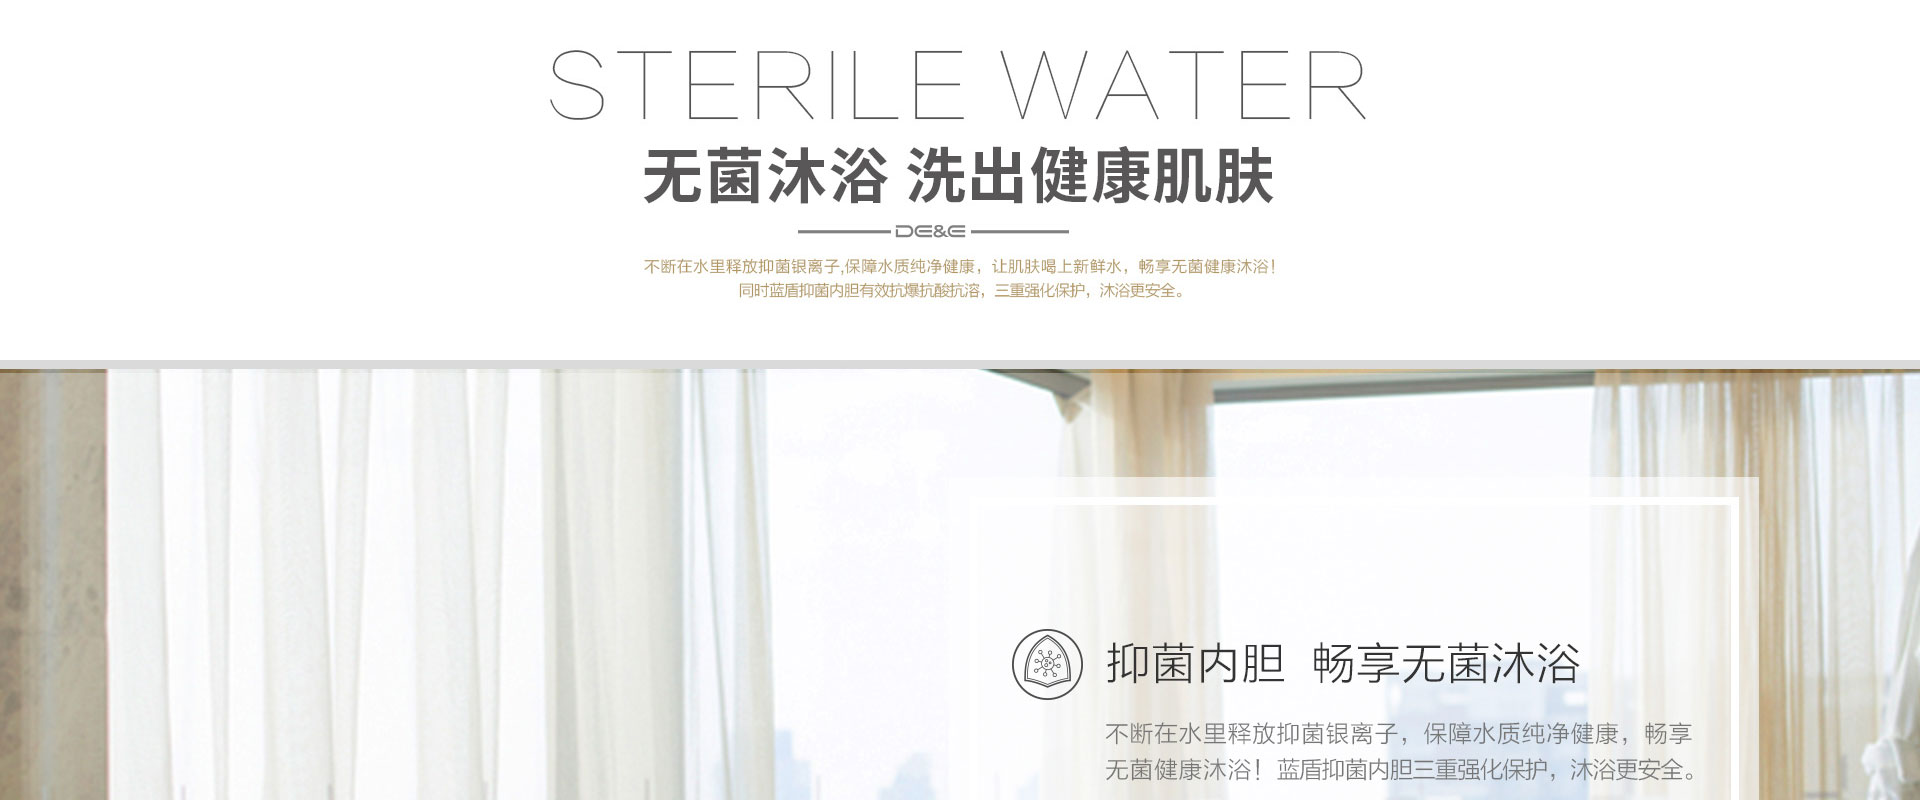 STERILE WATER
无菌沐浴 洗出健康肌肤
DE&E
不断在水里释放抑菌银离子,保障水质纯净健康，让肌肤喝上新鲜水，畅享无菌健康沐浴！
同时蓝盾抑菌内胆有效抗爆抗酸抗溶，三重强化保护，沐浴更安全。
抑菌内胆 畅享无菌沐浴
不断在水里释放抑菌银离子，保障水质纯净健康，畅享
无菌健康沐浴！蓝盾抑菌内胆三重强化保护，沐浴更安全。